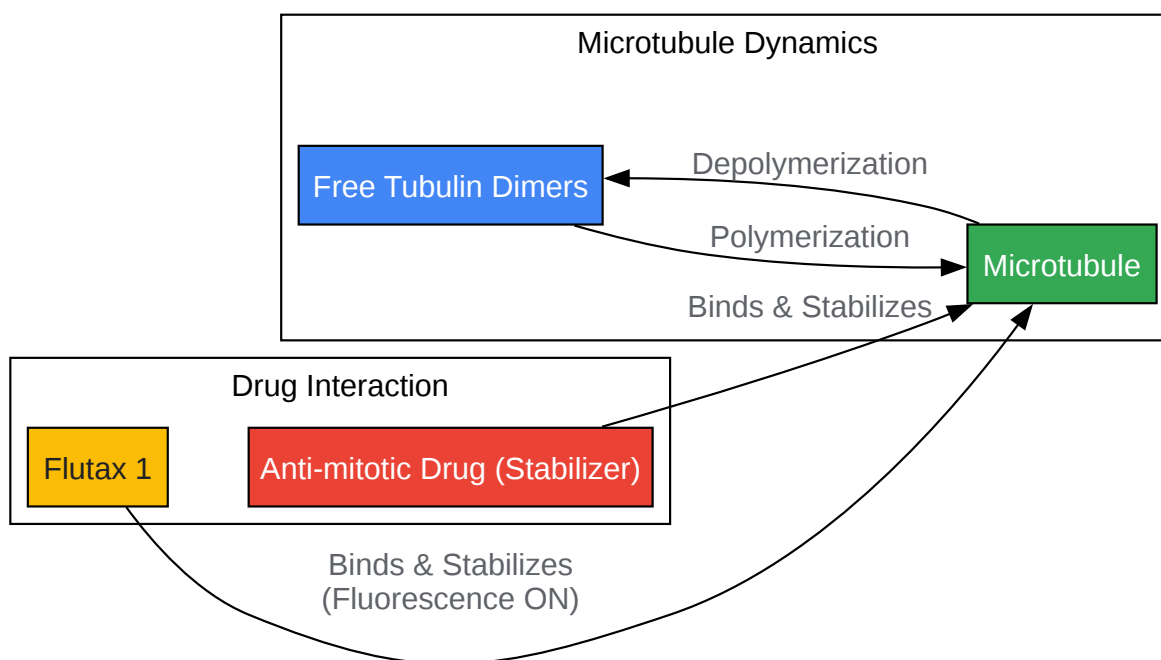 Microtubule Dynamics
Depolymerization
Free Tubulin Dimers
Polymerization
Microtubule
Binds & Stabilizes
Drug Interaction
Flutax 1
Anti-mitotic Drug (Stabilizer)
Binds & Stabilizes
(Fluorescence ON)